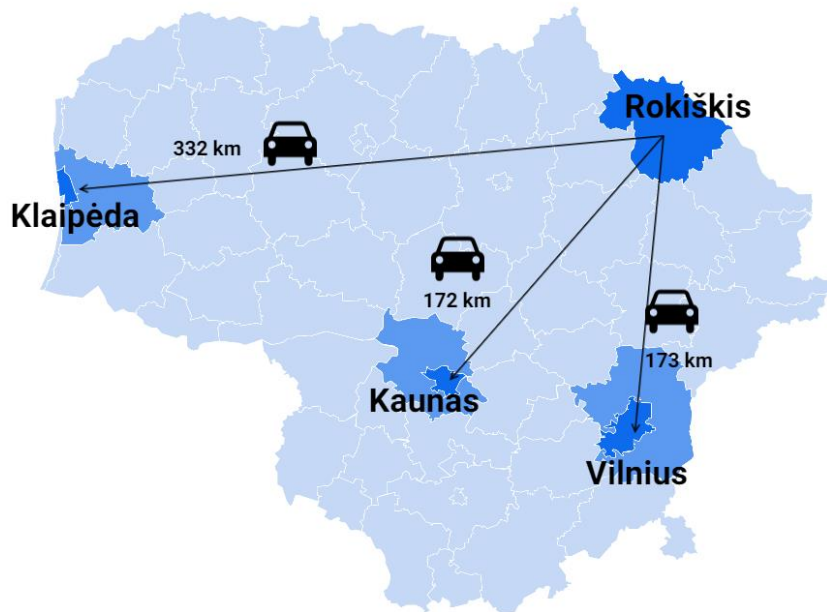 Rokiškis
332 km
Klaipėda
172 km
173 km
Kaunas
Vilnius